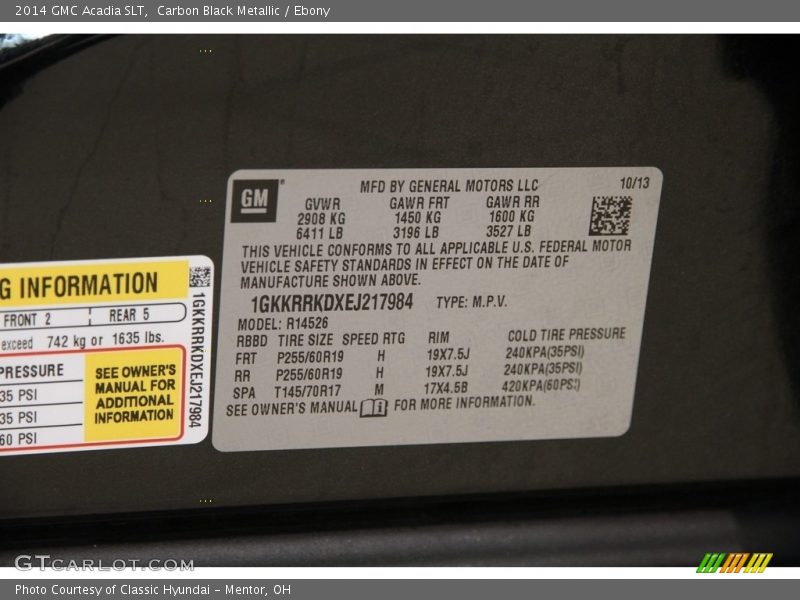 2014 GMC Acadia SLT,  Carbon Black Metallic / Ebony
GM
MFD BY GENERAL MOTORS LLC
10/13
GVWR GAWR FRT GAWR RR
2908 KG 1450 KG 1600 KG
6411 LB 3196 LB 3527 LB
THIS VEHICLE CONFORMS TO ALL APPLICABLE U.S. FEDERAL MOTOR
VEHICLE SAFETY STANDARDS IN EFFECT ON THE DATE OF
MANUFACTURE SHOWN ABOVE.
1GKKRRKDXEJ217984 TYPE: M.P.V.
MODEL: R14526
RBBD TIRE SIZE SPEED RTG RIM COLD TIRE PRESSURE
FRT P255/60R19 H 19X7.5J 240KPA(35PSI)
RR P255/60R19 H 19X7.5J 240KPA(35PSI)
SPA T145/70R17 M 17X4.5B 420KPA(60PSI)
SEE OWNER'S MANUAL i FOR MORE INFORMATION.
G INFORMATION
FRONT 2 REAR 5
exceed 742 kg or 1635 lbs.
PRESSURE
35 PSI
35 PSI
60 PSI
SEE OWNER'S
MANUAL FOR
ADDITIONAL
INFORMATION
1GKKRRKDXEJ217984
GTCARLOT.COM
Photo Courtesy of Classic Hyundai - Mentor, OH